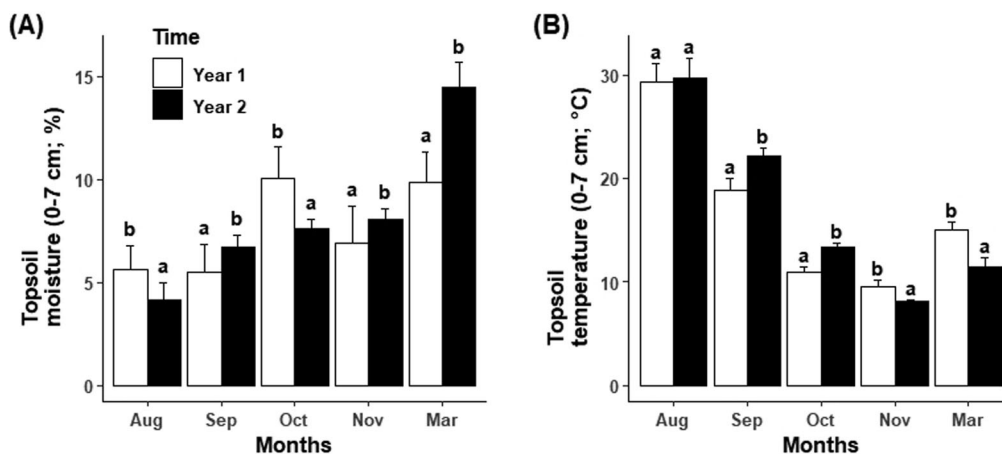 (A)
Topsoil
moisture (0-7 cm; %)
15
10
5
0
Time
Year 1
Year 2
b
a
a
b
b
a
a
b
a
b
Aug
Sep
Oct
Nov
Mar
Months
(B)
Topsoil
temperature (0-7 cm; °C)
30
20
10
0
a
a
a
b
a
b
b
a
b
a
Aug
Sep
Oct
Nov
Mar
Months